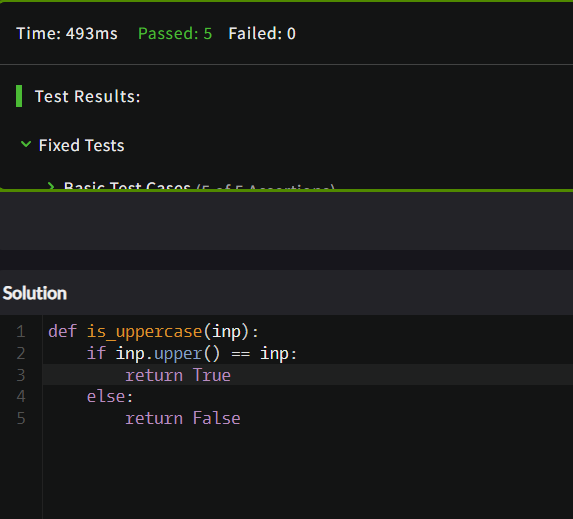 Time: 493ms Passed: 5 Failed: 0
Test Results:
Fixed Tests
Basic Test Cases (5 of 5 Assertions)
Solution
1 def is_uppercase(inp):
2     if inp.upper() == inp:
3         return True
4     else:
5         return False